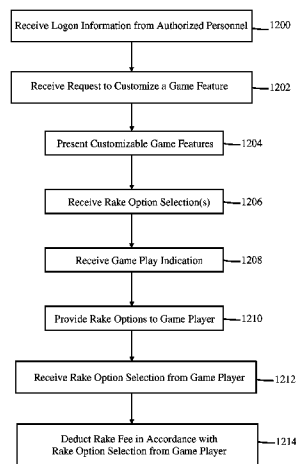 Receive Logon Information from Authorized Personnel
1200
Receive Request to Customize a Game Feature
1202
Present Customizable Game Features
1204
Receive Rake Option Selection(s)
1206
Receive Game Play Indication
1208
Provide Rake Options to Game Player
1210
Receive Rake Option Selection from Game Player
1212
Deduct Rake Fee in Accordance with
Rake Option Selection from Game Player
1214